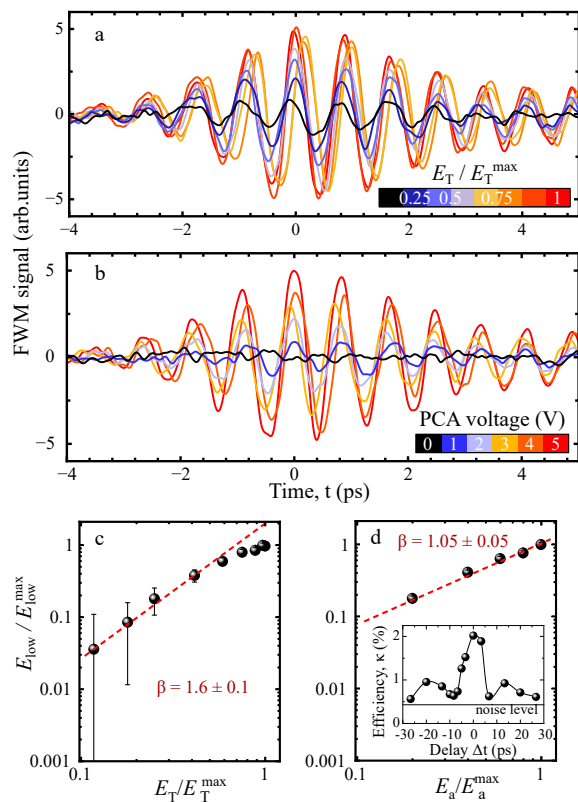 a
5
0
−5
−4 −2 0 2 4
E_T / E_T^max
0.25 0.5 0.75 1
FWM signal (arb.units)
b
5
0
−5
PCA voltage (V)
0 1 2 3 4 5
−4 −2 0 2 4
Time, t (ps)
c
1
0.1
0.01
0.001
E_low / E_low^max
β = 1.6 ± 0.1
0.1 1
E_T/E_T^max
d
β = 1.05 ± 0.05
1
0.1
0.01
0.001
Efficiency, κ (%)
2
1
0
noise level
-30 -20 -10 0 10 20 30
Delay Δt (ps)
0.1 1
E_a/E_a^max